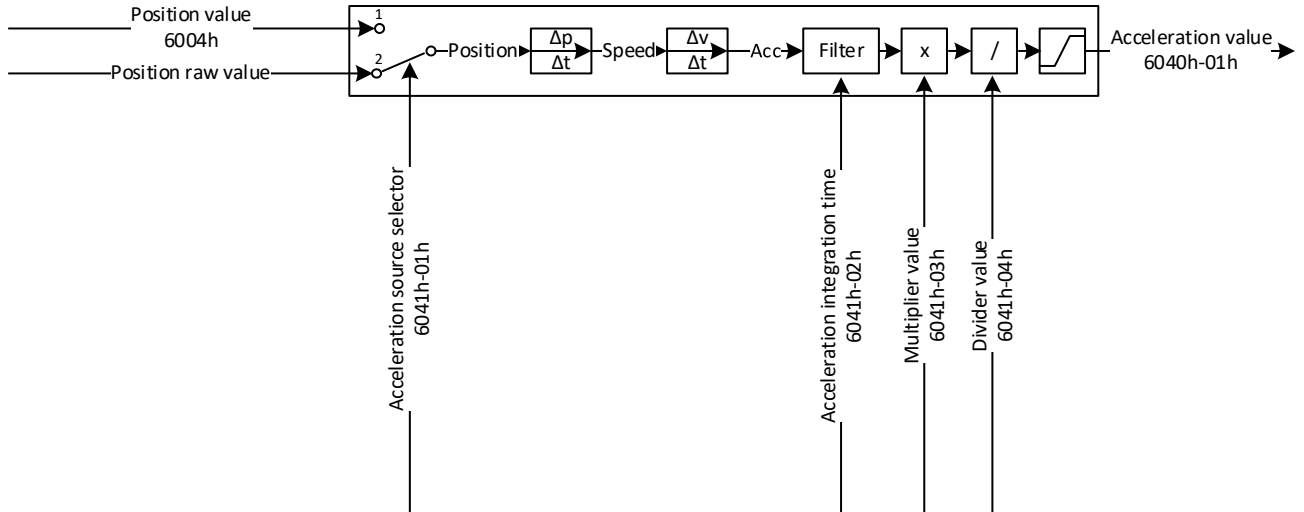 Position value
6004h
1
Position raw value
2
Position
Δp
Δt
Speed
Δv
Δt
Acc
Filter
x
/
Acceleration value
6040h-01h
Acceleration source selector
6041h-01h
Acceleration integration time
6041h-02h
Multiplier value
6041h-03h
Divider value
6041h-04h